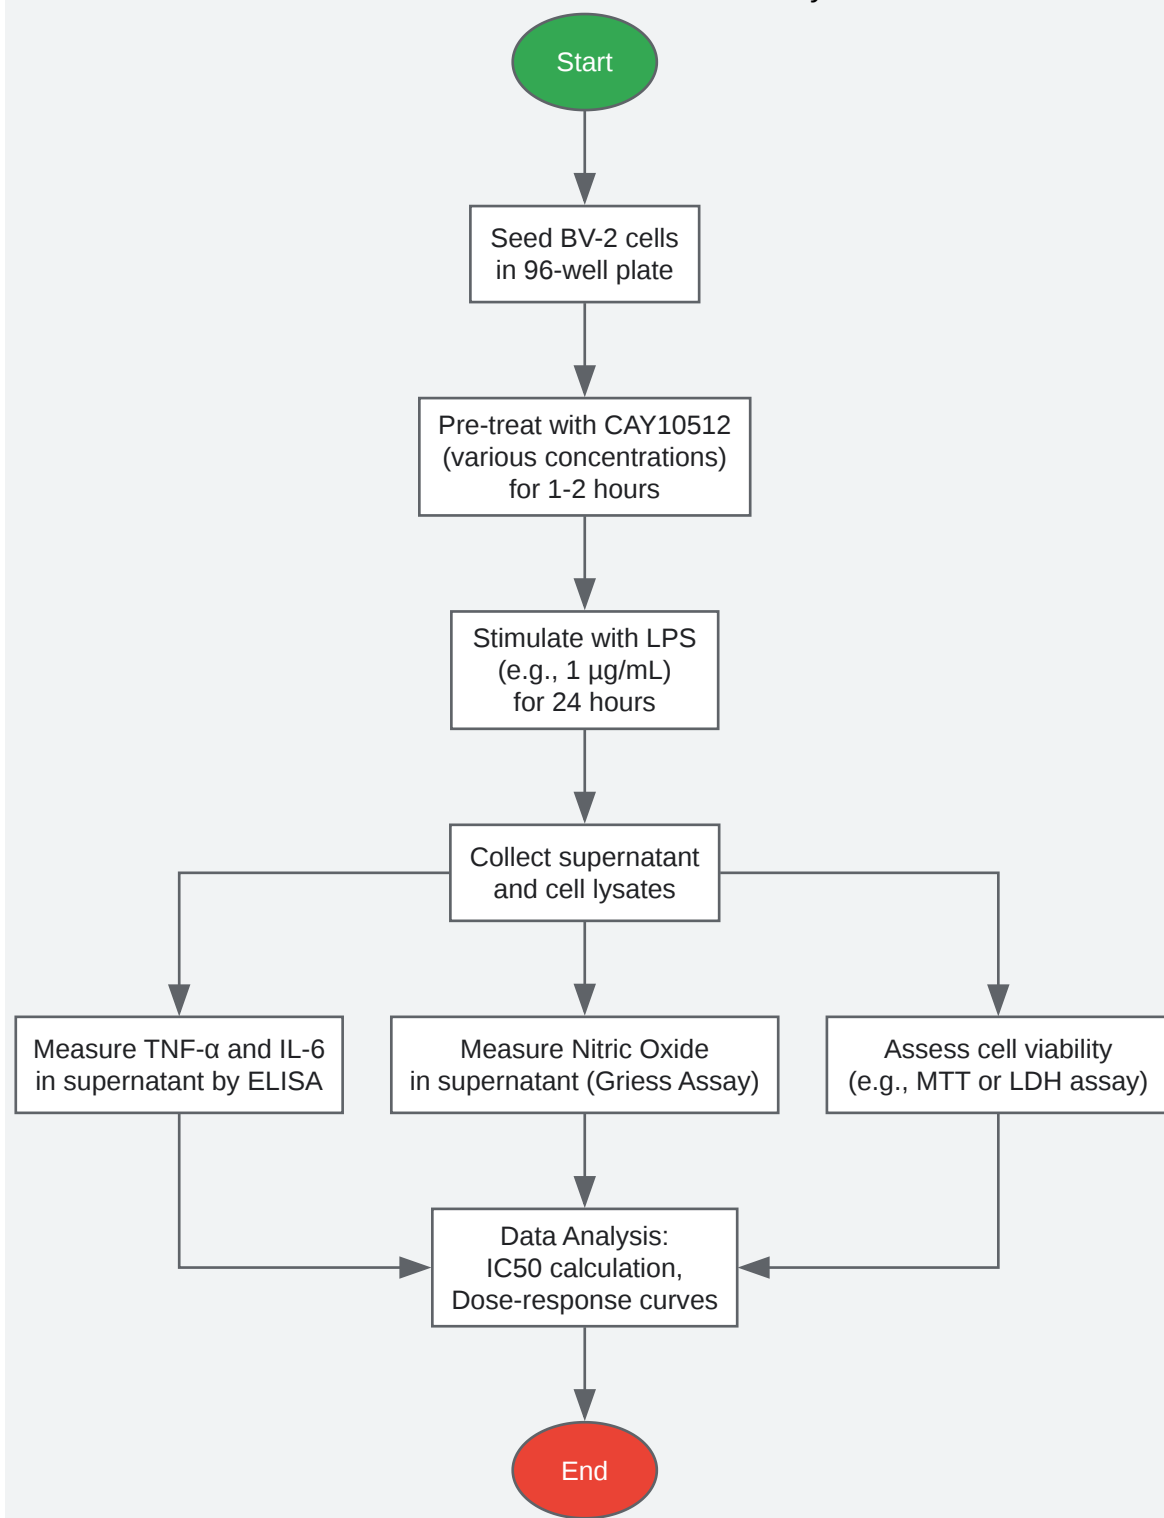 Start
Seed BV-2 cells
in 96-well plate
Pre-treat with CAY10512
(various concentrations)
for 1-2 hours
Stimulate with LPS
(e.g., 1 µg/mL)
for 24 hours
Collect supernatant
and cell lysates
Measure TNF-α and IL-6
in supernatant by ELISA
Measure Nitric Oxide
in supernatant (Griess Assay)
Assess cell viability
(e.g., MTT or LDH assay)
Data Analysis:
IC50 calculation,
Dose-response curves
End